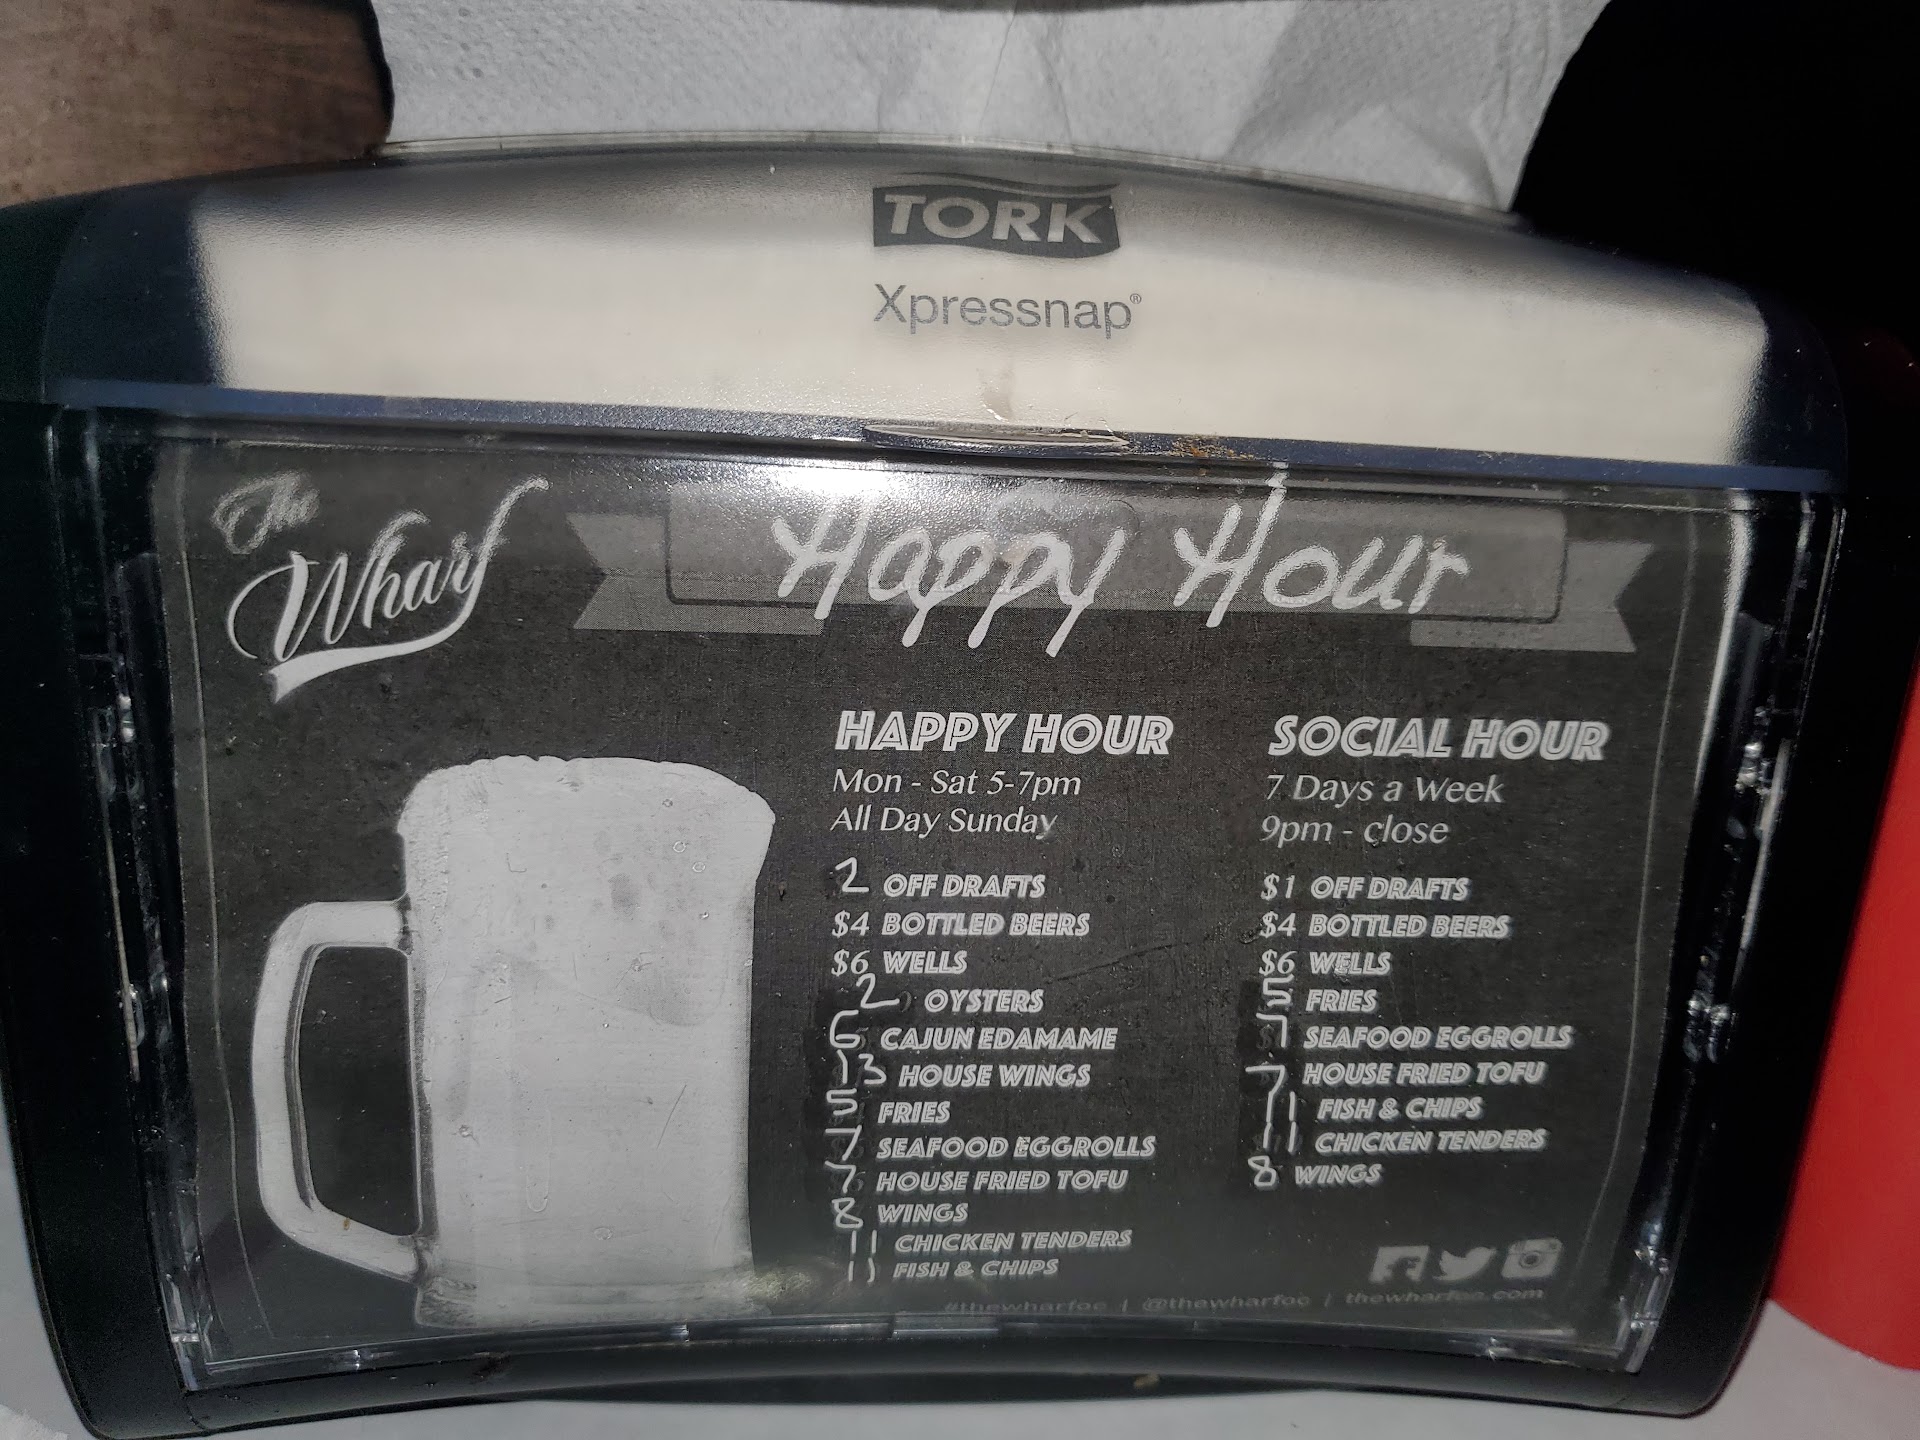 TORK
Xpressnap®
The
Wharf
Happy Hour
HAPPY HOUR
Mon - Sat 5-7pm
All Day Sunday
2 OFF DRAFTS
$4 BOTTLED BEERS
$6 WELLS
2 OYSTERS
6 CAJUN EDAMAME
13 HOUSE WINGS
5 FRIES
7 SEAFOOD EGGROLLS
7 HOUSE FRIED TOFU
8 WINGS
11 CHICKEN TENDERS
11 FISH & CHIPS
SOCIAL HOUR
7 Days a Week
9pm - close
$1 OFF DRAFTS
$4 BOTTLED BEERS
$6 WELLS
5 FRIES
7 SEAFOOD EGGROLLS
7 HOUSE FRIED TOFU
11 FISH & CHIPS
11 CHICKEN TENDERS
8 WINGS
#thewharfoc | @thewharfoc | thewharfoc.com